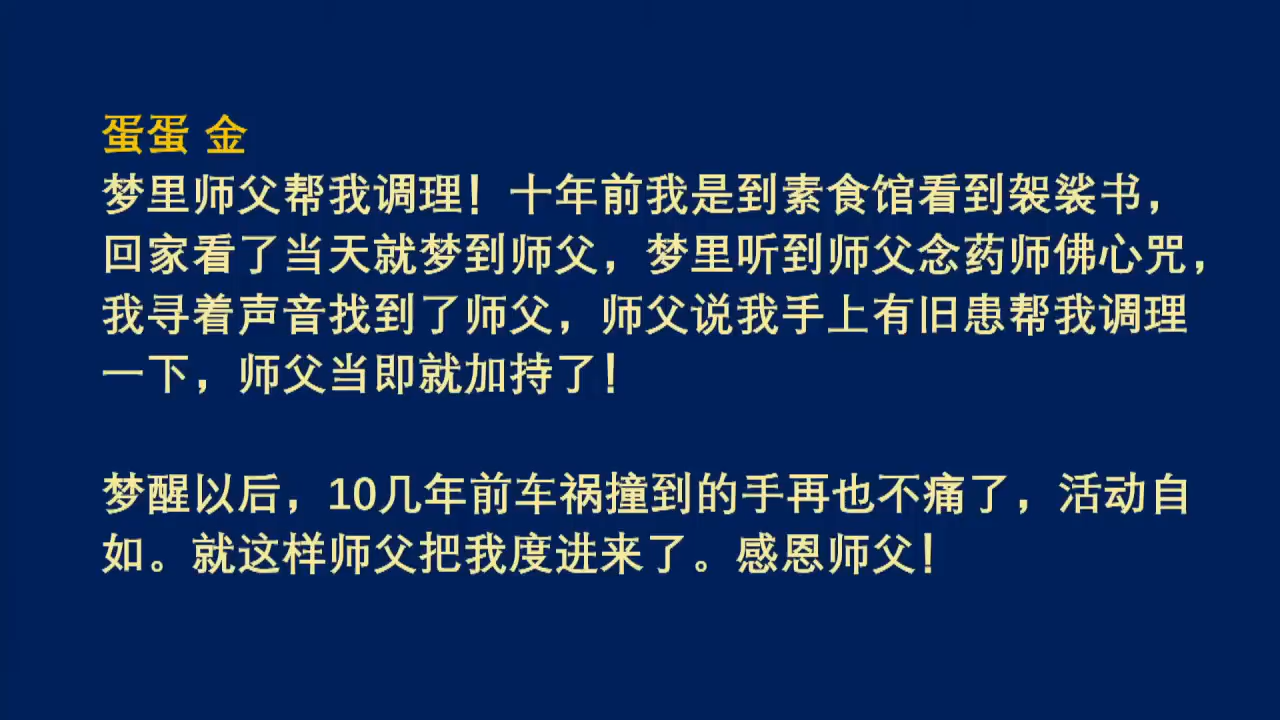 蛋蛋 金
梦里师父帮我调理！十年前我是到素食馆看到袈裟书，
回家看了当天就梦到师父，梦里听到师父念药师佛心咒，
我寻着声音找到了师父，师父说我手上有旧患帮我调理
一下，师父当即就加持了！
梦醒以后，10几年前车祸撞到的手再也不痛了，活动自
如。就这样师父把我度进来了。感恩师父！